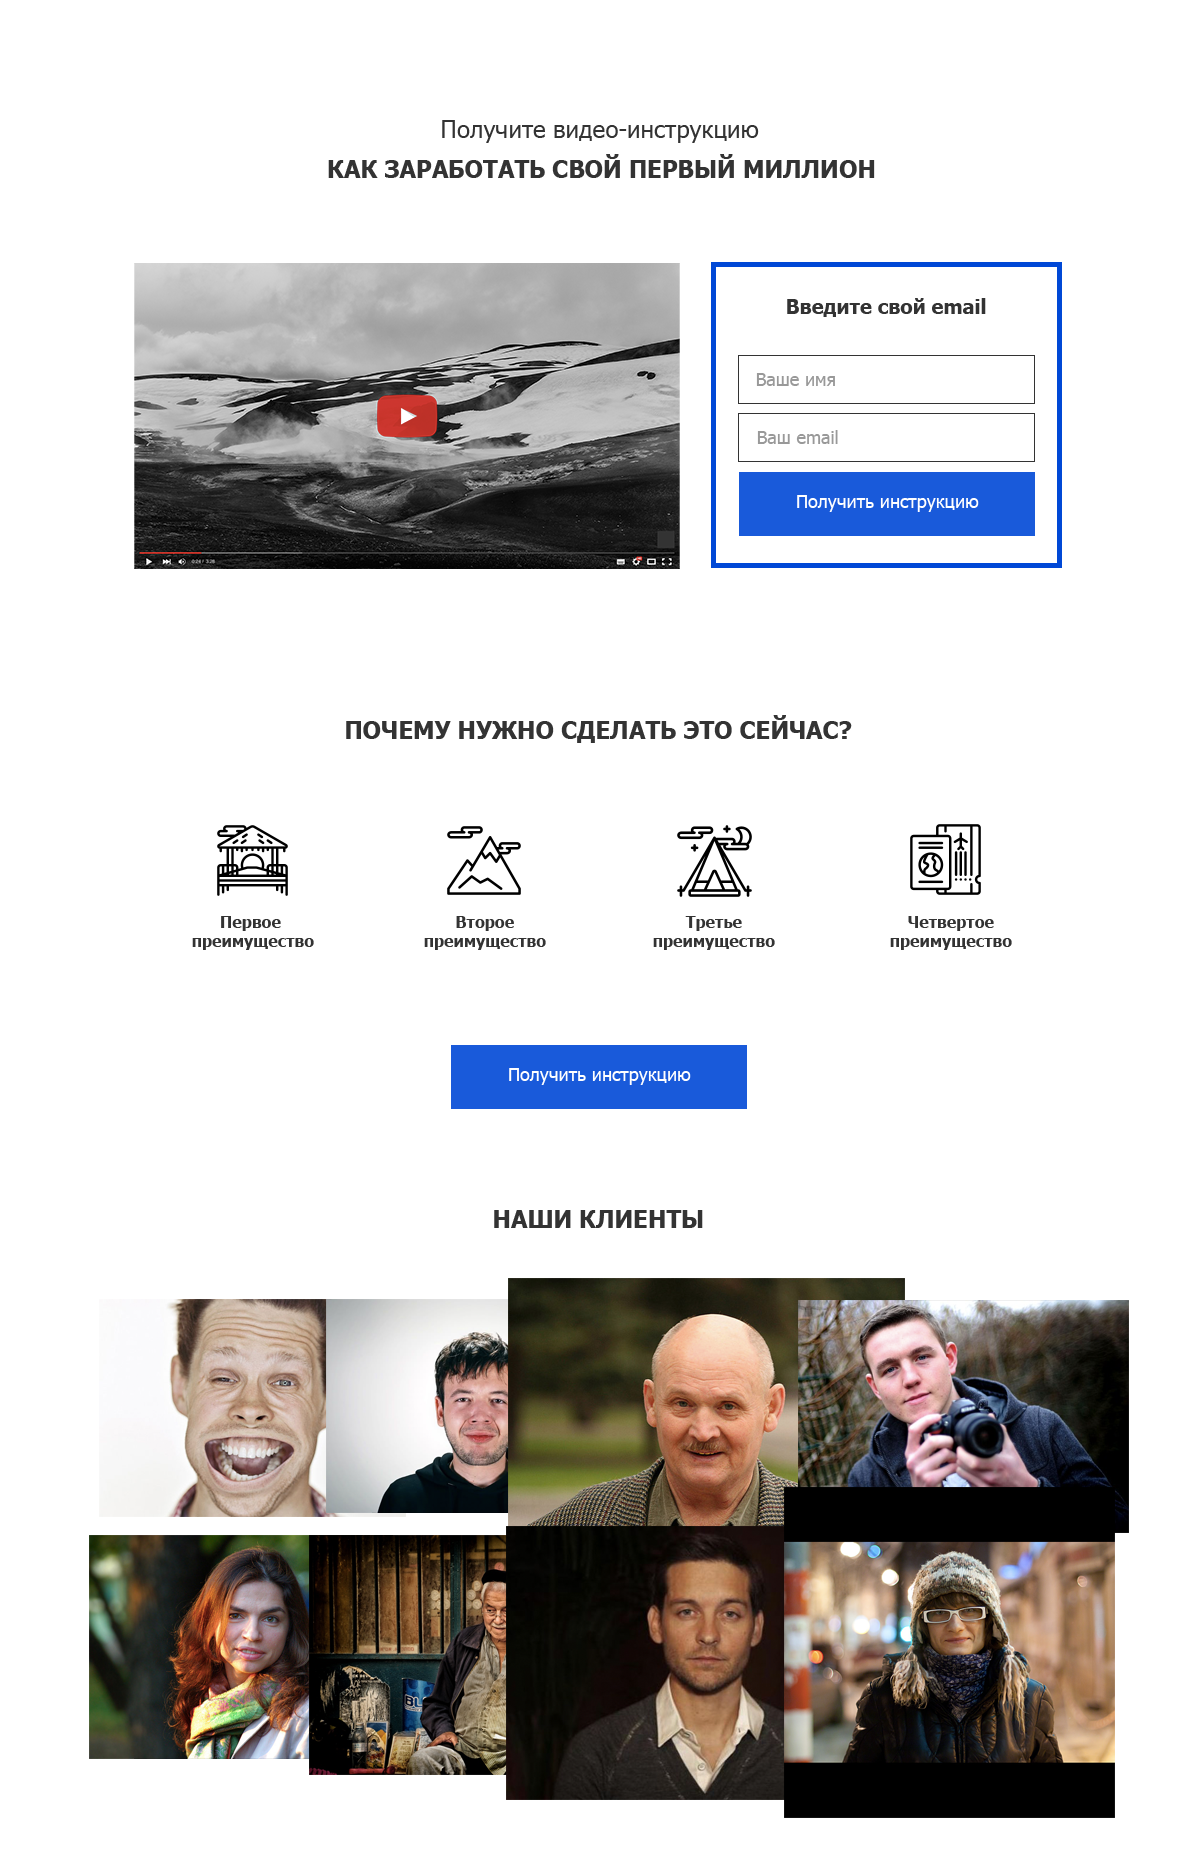 Получите видео-инструкцию
КАК ЗАРАБОТАТЬ СВОЙ ПЕРВЫЙ МИЛЛИОН
Введите свой email
Ваше имя
Ваш email
Получить инструкцию
ПОЧЕМУ НУЖНО СДЕЛАТЬ ЭТО СЕЙЧАС?
Первое
преимущество
Второе
преимущество
Третье
преимущество
Четвертое
преимущество
Получить инструкцию
НАШИ КЛИЕНТЫ